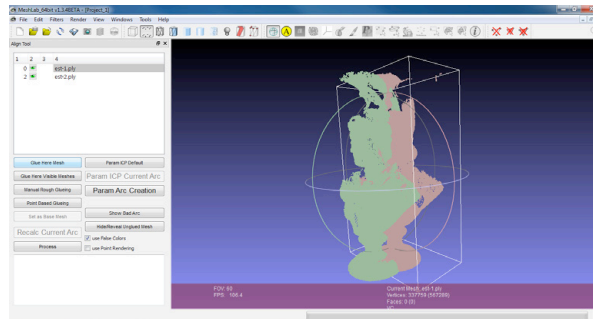 MeshLab_64bit v1.3.4BETA - [Project_1]
File Edit Filters Render View Windows Tools Help
Align Tool
1 2 3 4
0 est-1.ply
2 est-2.ply
Glue Here Mesh
Param ICP Default
Glue Here Visible Meshes
Param ICP Current Arc
Manual Rough Glueing
Param Arc Creation
Point Based Glueing
Set as Base Mesh
Show Bad Arc
Recalc Current Arc
Hide/Reveal Unglued Mesh
use False Colors
Process
use Point Rendering
FOV: 60
FPS: 106.4
Current Mesh: est-1.ply
Vertices: 337759 (567289)
Faces: 0 (0)
VC